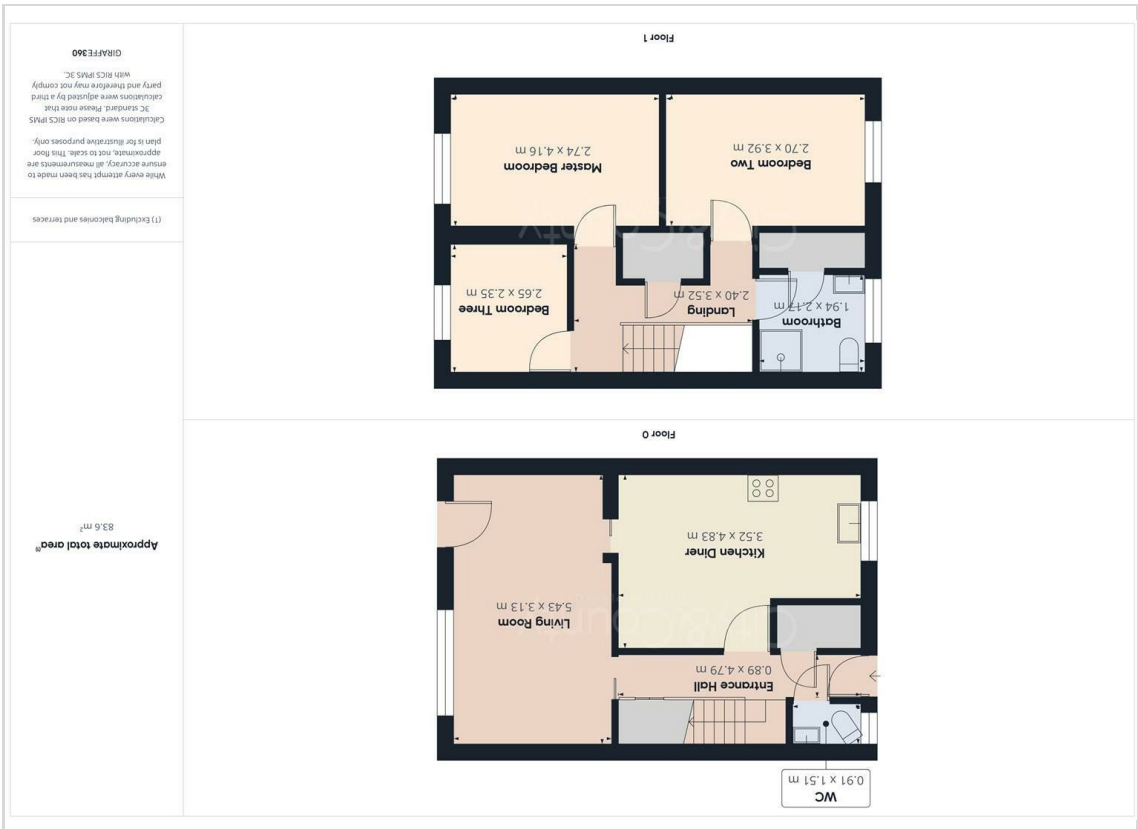 WC
0.91 x 1.51 m
Entrance Hall
0.89 x 4.79 m
Living Room
5.43 x 3.13 m
Kitchen Diner
3.52 x 4.83 m
City&County
Floor 0
Approximate total area⁽¹⁾
83.6 m²
Bathroom
1.94 x 2.17 m
Landing
2.40 x 3.52 m
Bedroom Three
2.65 x 2.35 m
Bedroom Two
2.70 x 3.92 m
Master Bedroom
2.74 x 4.16 m
City&County
Floor 1
(1) Excluding balconies and terraces
While every attempt has been made to
ensure accuracy, all measurements are
approximate, not to scale. This floor
plan is for illustrative purposes only.
Calculations were based on RICS IPMS
3C standard. Please note that
calculations were adjusted by a third
party and therefore may not comply
with RICS IPMS 3C.
GIRAFFE360